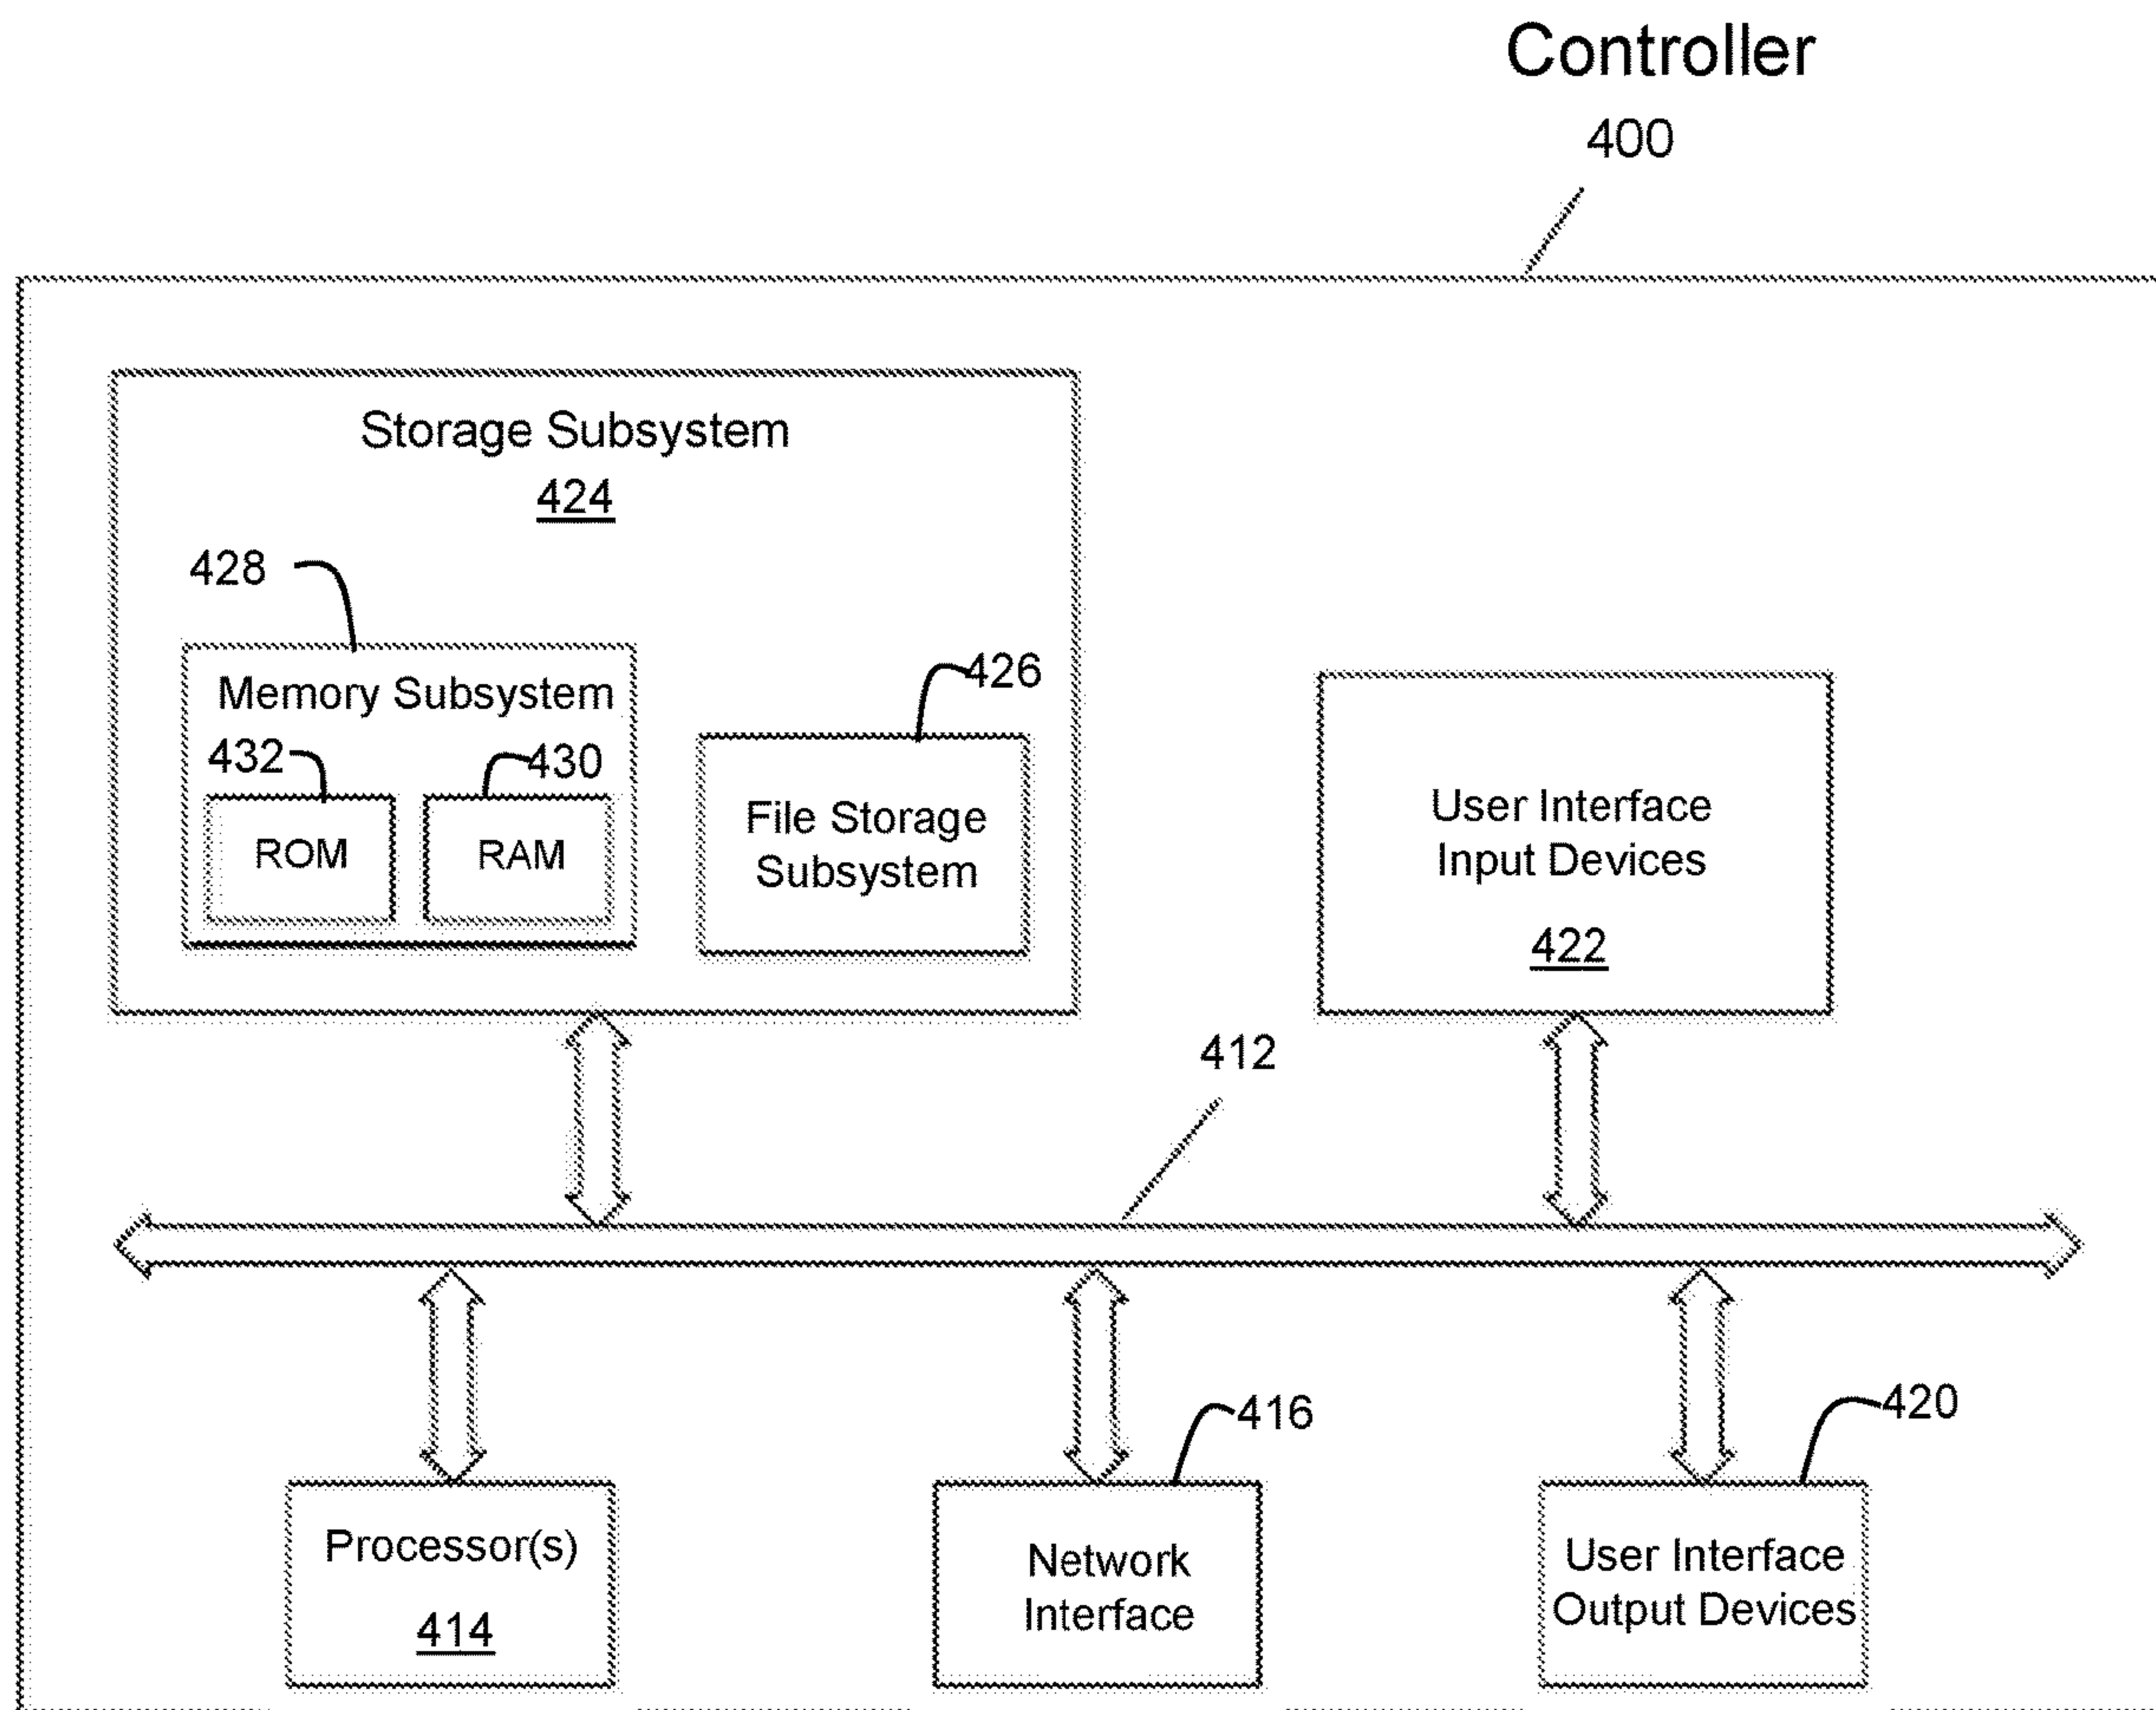 Controller
400
Storage Subsystem
424
428
Memory Subsystem
432
430
ROM
RAM
426
File Storage
Subsystem
User Interface
Input Devices
422
412
Processor(s)
414
416
Network
Interface
420
User Interface
Output Devices